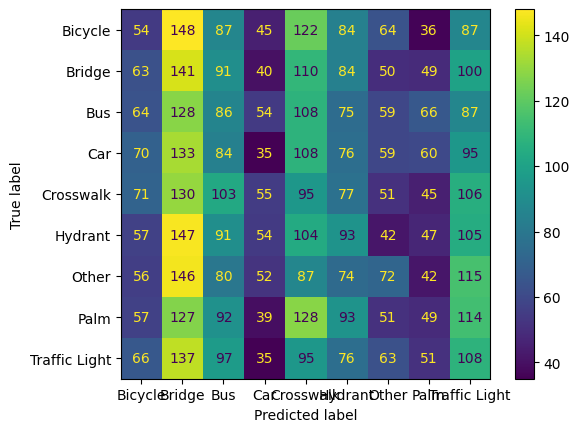 Bicycle 54 148 87 45 122 84 64 36 87
Bridge 63 141 91 40 110 84 50 49 100
Bus 64 128 86 54 108 75 59 66 87
Car 70 133 84 35 108 76 59 60 95
Crosswalk 71 130 103 55 95 77 51 45 106
Hydrant 57 147 91 54 104 93 42 47 105
Other 56 146 80 52 87 74 72 42 115
Palm 57 127 92 39 128 93 51 49 114
Traffic Light 66 137 97 35 95 76 63 51 108
Bicycle Bridge Bus Car Crosswalk Hydrant Other Palm Traffic Light
Predicted label
True label
140
120
100
80
60
40